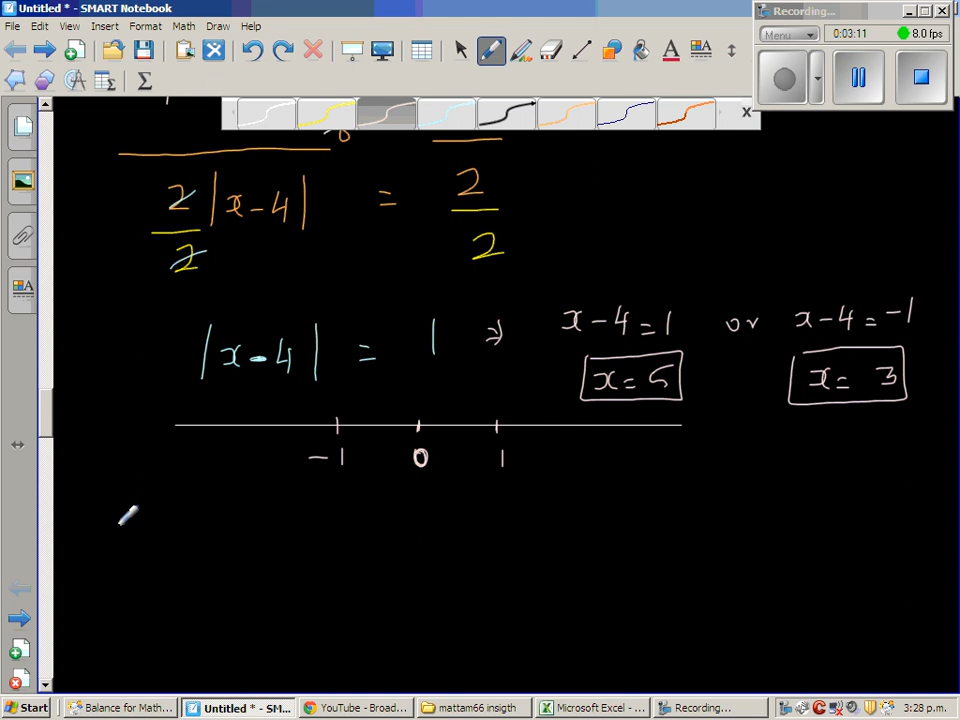 Untitled * - SMART Notebook
Recording...
File Edit View Insert Format Math Draw Help
Menu 0:03:11 8.0 fps
2 |x-4| = 2
2 2
|x-4| = 1 ⇒ x-4=1 or x-4=-1
x=5 x= 3
-1 0 1
Start Balance for Math... Untitled * - SM... YouTube - Broad... mattam66 insigth Microsoft Excel - ... Recording... 3:28 p.m.